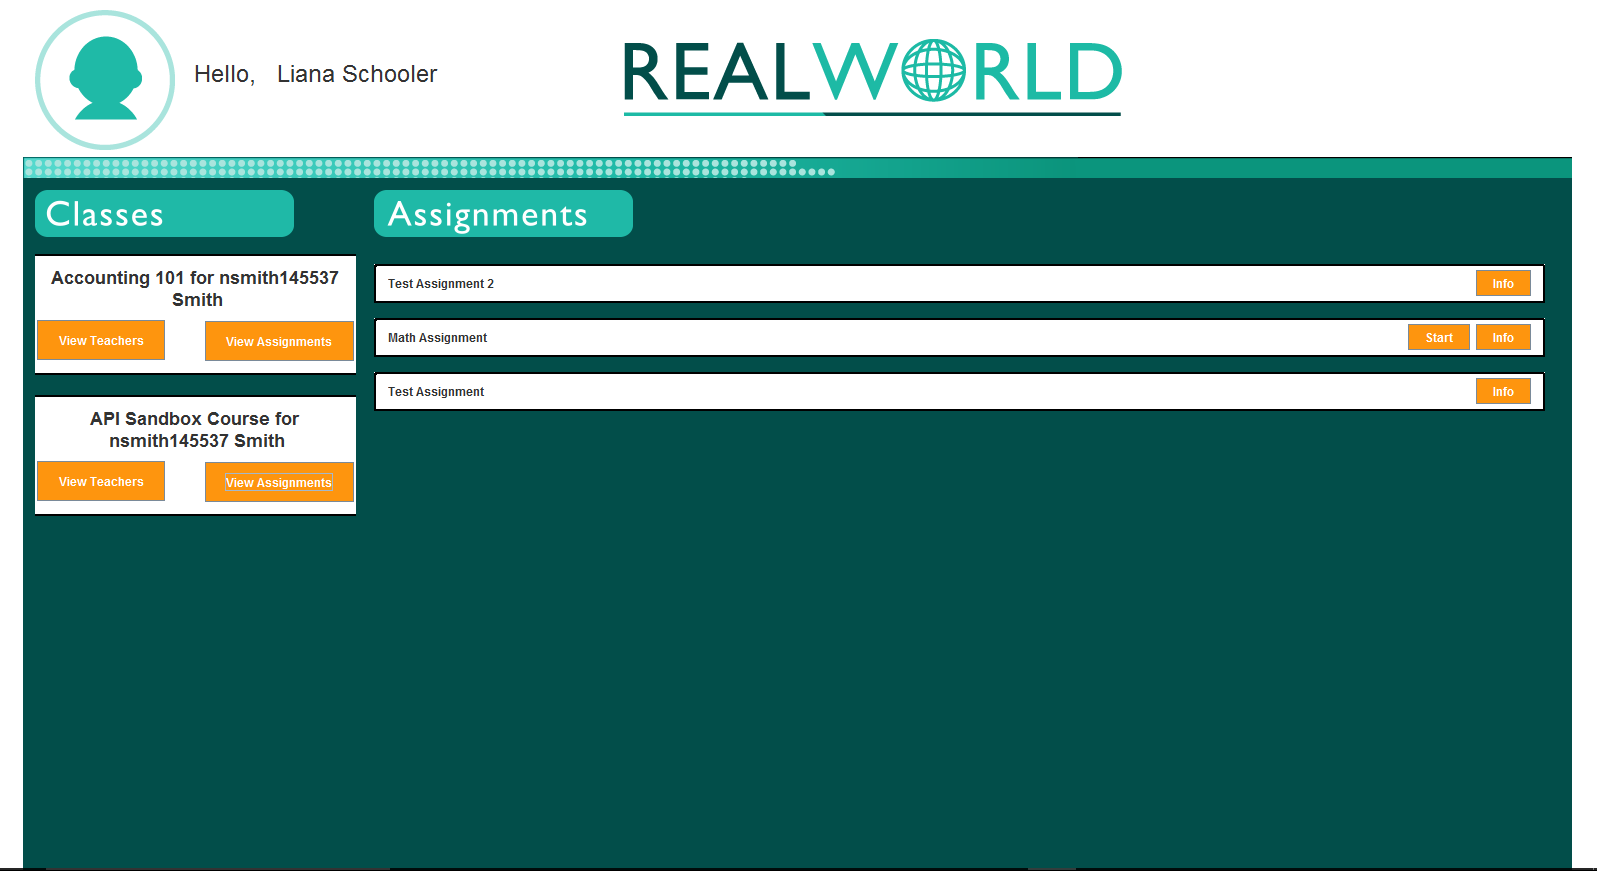 Hello, Liana Schooler
REALWORLD
Classes
Accounting 101 for nsmith145537
Smith
View Teachers
View Assignments
API Sandbox Course for
nsmith145537 Smith
View Teachers
View Assignments
Assignments
Test Assignment 2
Info
Math Assignment
Start
Info
Test Assignment
Info